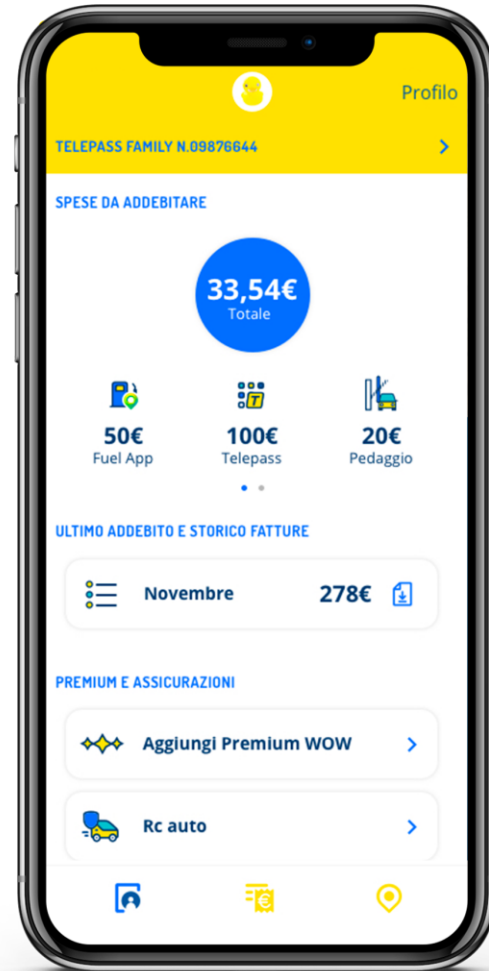 Profilo
TELEPASS FAMILY N.09876644
SPESE DA ADDEBITARE
33,54€
Totale
50€ 100€ 20€
Fuel App Telepass Pedaggio
ULTIMO ADDEBITO E STORICO FATTURE
Novembre 278€
PREMIUM E ASSICURAZIONI
Aggiungi Premium WOW
Rc auto